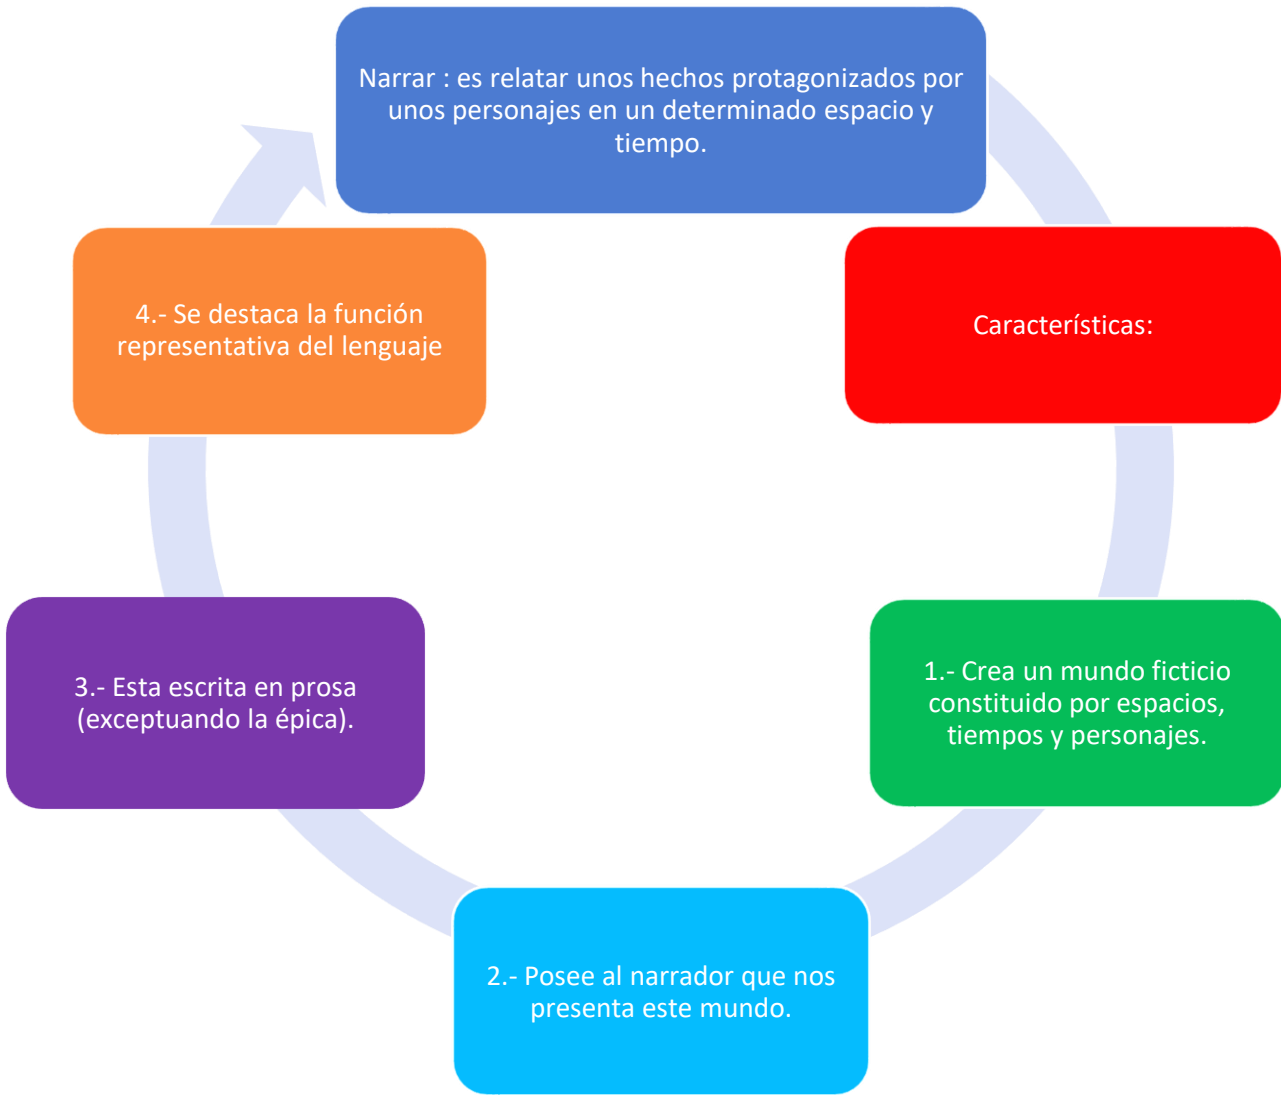 Narrar : es relatar unos hechos protagonizados por
unos personajes en un determinado espacio y
tiempo.
Características:
1.- Crea un mundo ficticio
constituido por espacios,
tiempos y personajes.
2.- Posee al narrador que nos
presenta este mundo.
3.- Esta escrita en prosa
(exceptuando la épica).
4.- Se destaca la función
representativa del lenguaje